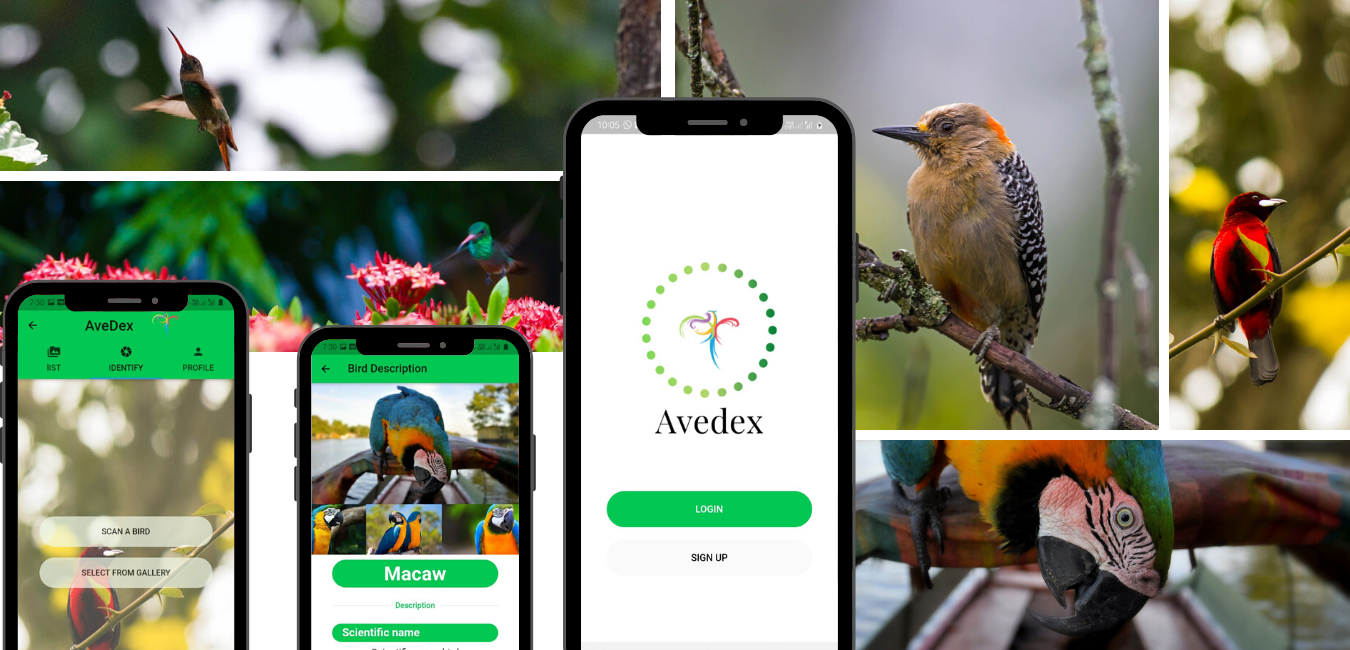 7:30
AveDex
lIST
IDENTIFY
PROFILE
SCAN A BIRD
SELECT FROM GALLERY
7:30
Bird Description
Macaw
Description
Scientific name
10:05
Avedex
LOGIN
SIGN UP